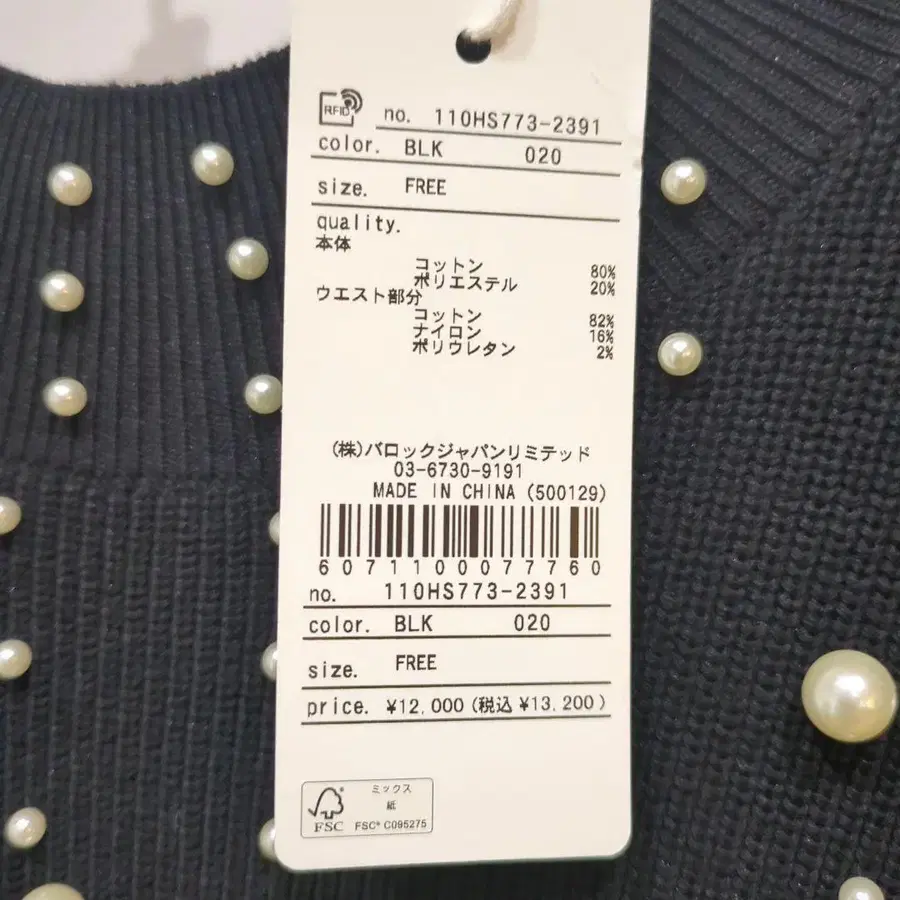 RFID
no. 110HS773-2391
color. BLK 020
size. FREE
quality.
本体
コットン 80%
ポリエステル 20%
ウエスト部分
コットン 82%
ナイロン 16%
ポリウレタン 2%
(株)バロックジャパンリミテッド
03-6730-9191
MADE IN CHINA (500129)
6071100077760
no. 110HS773-2391
color. BLK 020
size. FREE
price. ¥12,000 (税込 ¥13,200)
ミックス
紙
FSC® C095275
FSC